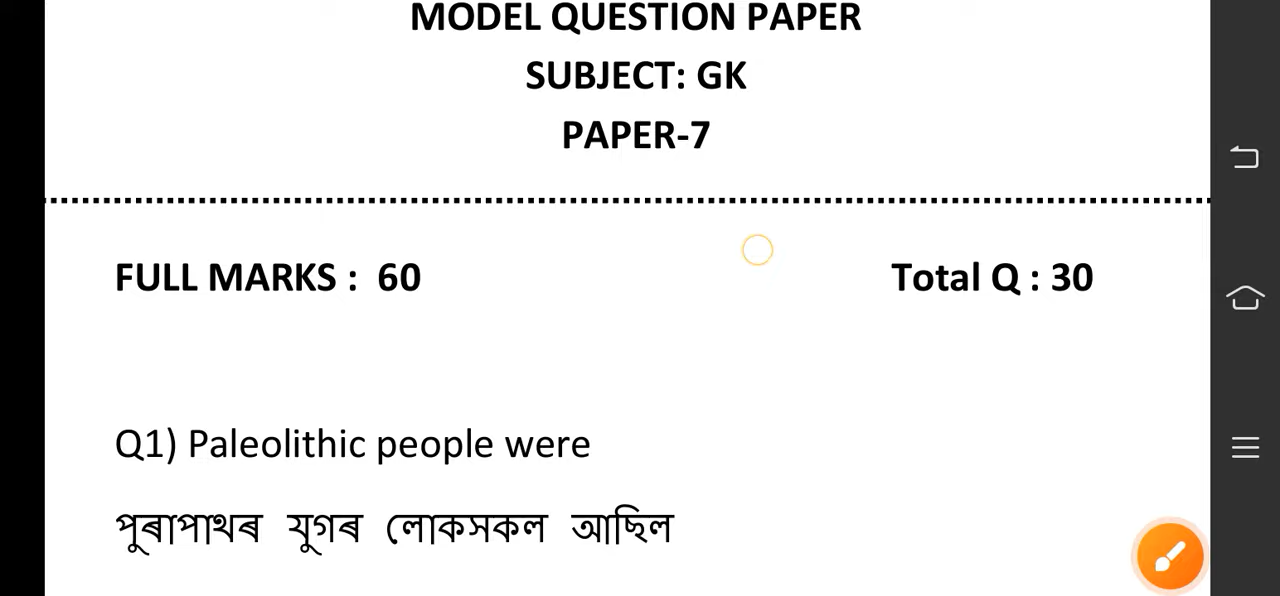 MODEL QUESTION PAPER
SUBJECT: GK
PAPER-7
FULL MARKS : 60
Total Q : 30
Q1) Paleolithic people were
পুৰাপাথৰ যুগৰ লোকসকল আছিল